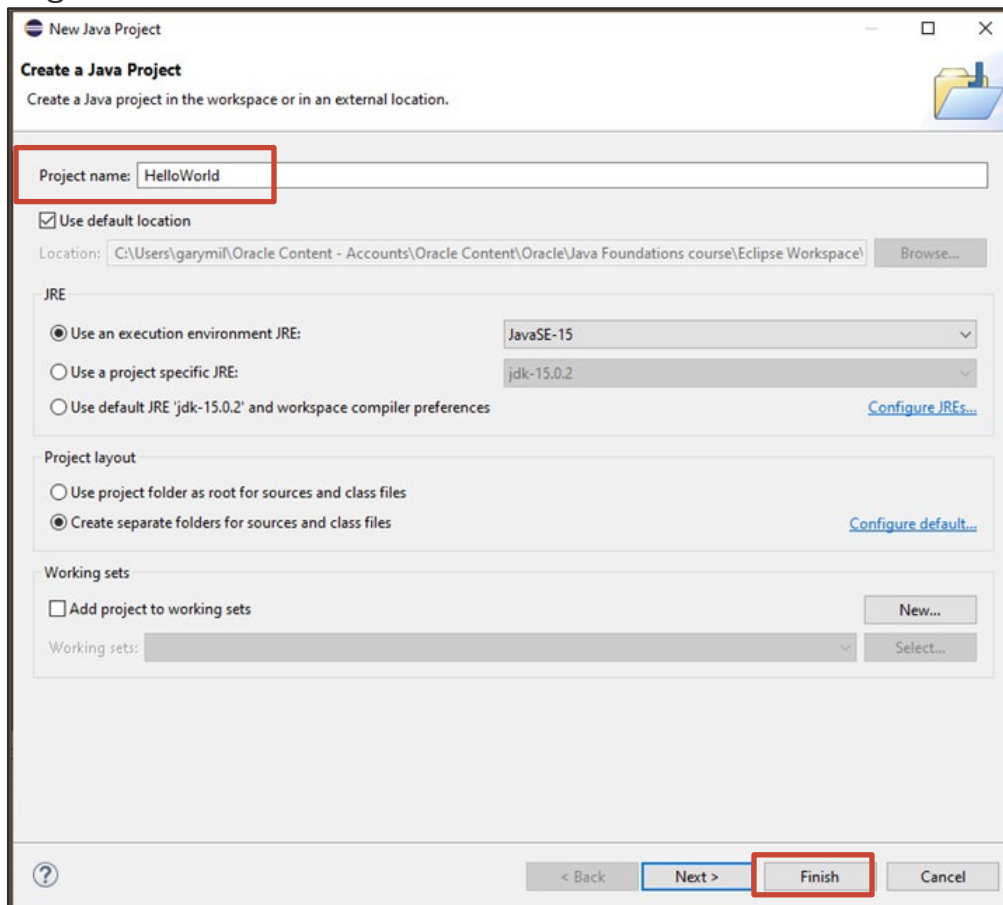 New Java Project
Create a Java Project
Create a Java project in the workspace or in an external location.
Project name: HelloWorld
Use default location
Location: C:\Users\garymil\Oracle Content - Accounts\Oracle Content\Oracle\Java Foundations course\Eclipse Workspace\ Browse...
JRE
Use an execution environment JRE: JavaSE-15
Use a project specific JRE: jdk-15.0.2
Use default JRE 'jdk-15.0.2' and workspace compiler preferences Configure JREs...
Project layout
Use project folder as root for sources and class files
Create separate folders for sources and class files Configure default...
Working sets
Add project to working sets New...
Working sets: Select...
? < Back Next > Finish Cancel